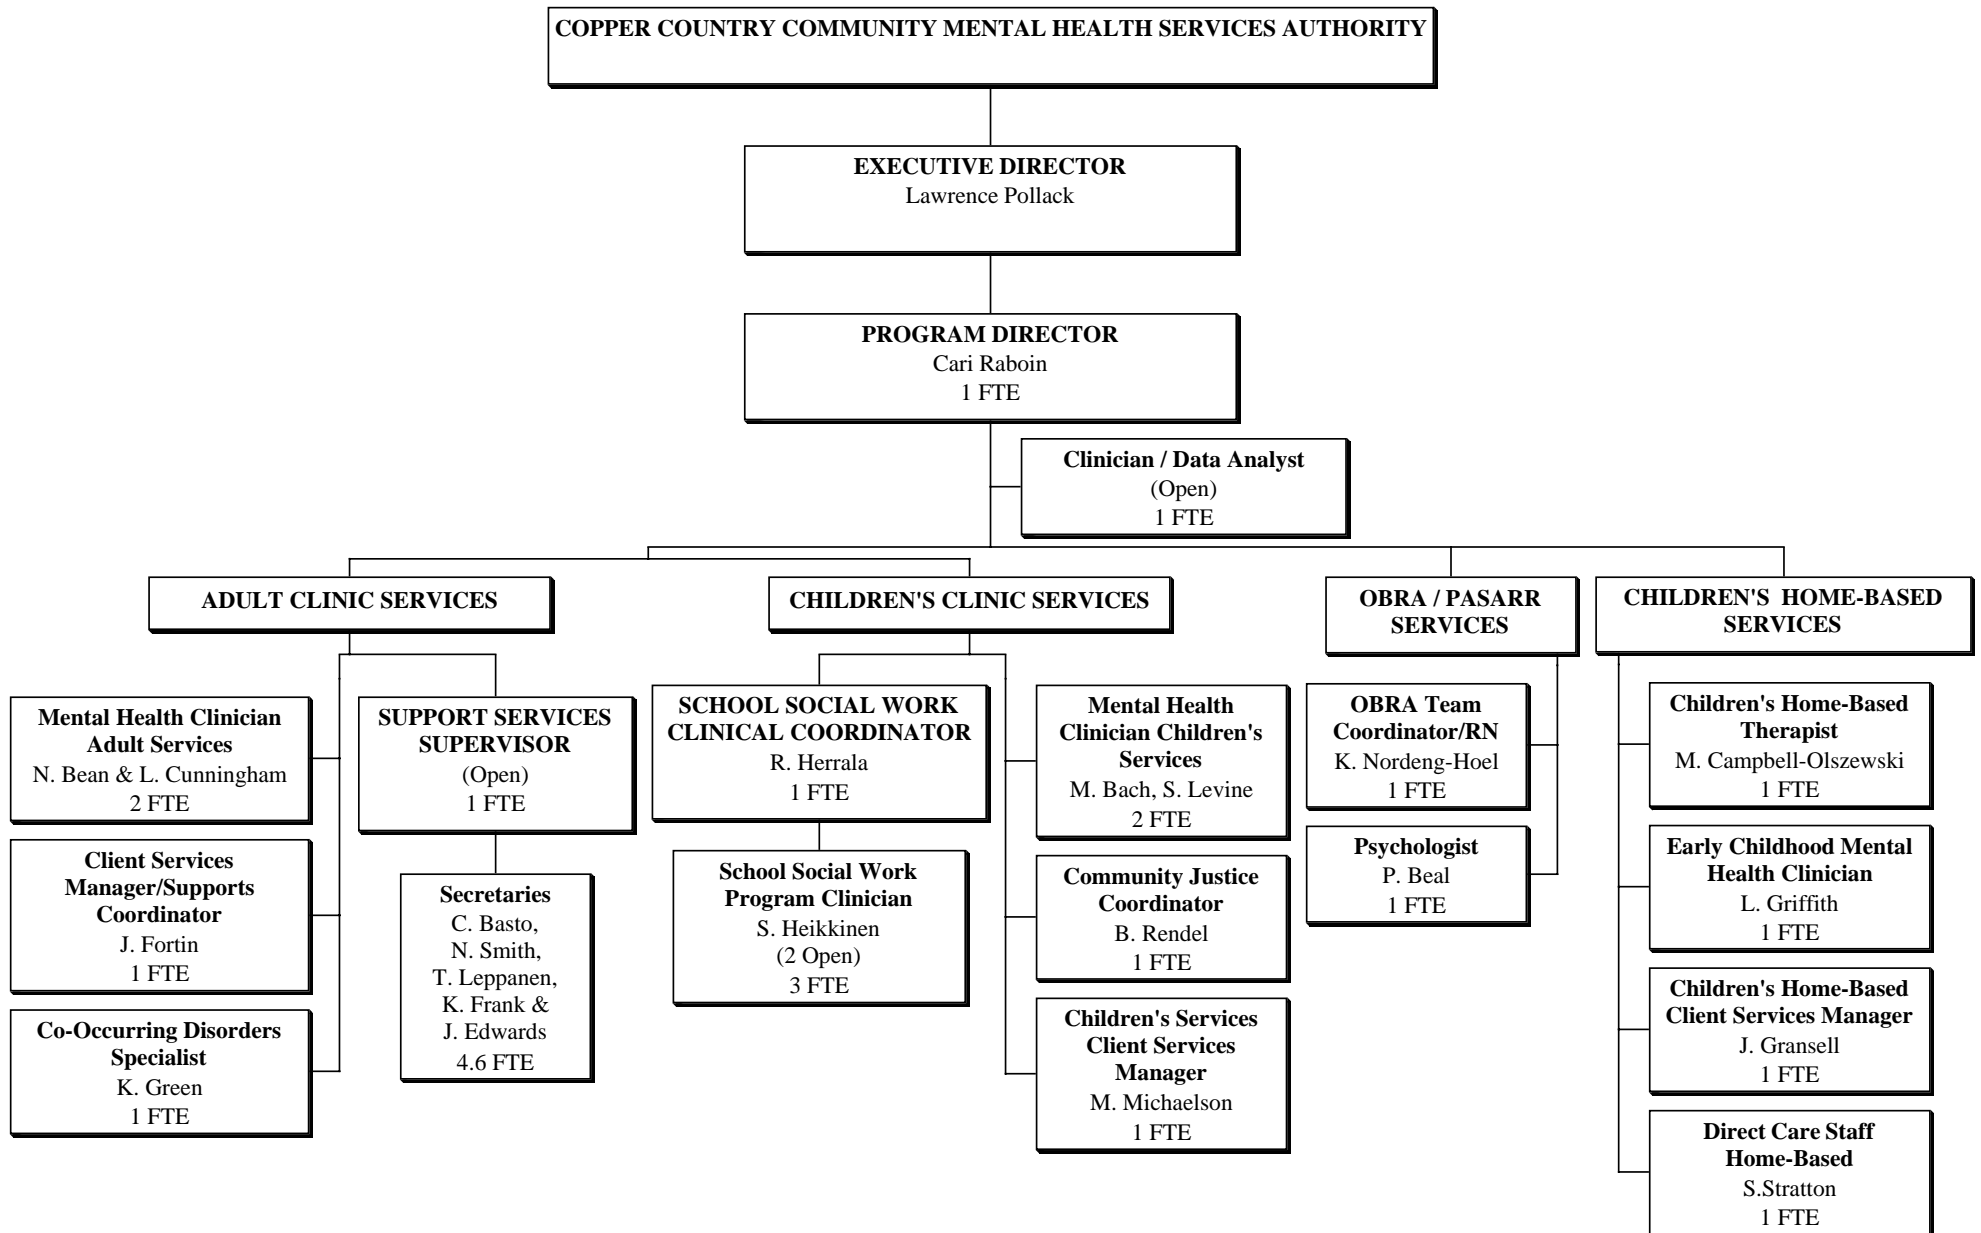 COPPER COUNTRY COMMUNITY MENTAL HEALTH SERVICES AUTHORITY
EXECUTIVE DIRECTOR
Lawrence Pollack
PROGRAM DIRECTOR
Cari Raboin
1 FTE
Clinician / Data Analyst
(Open)
1 FTE
ADULT CLINIC SERVICES
Mental Health Clinician
Adult Services
N. Bean & L. Cunningham
2 FTE
Client Services
Manager/Supports
Coordinator
J. Fortin
1 FTE
Co-Occurring Disorders
Specialist
K. Green
1 FTE
SUPPORT SERVICES
SUPERVISOR
(Open)
1 FTE
Secretaries
C. Basto,
N. Smith,
T. Leppanen,
K. Frank &
J. Edwards
4.6 FTE
CHILDREN'S CLINIC SERVICES
SCHOOL SOCIAL WORK
CLINICAL COORDINATOR
R. Herrala
1 FTE
School Social Work
Program Clinician
S. Heikkinen
(2 Open)
3 FTE
Mental Health
Clinician Children's
Services
M. Bach, S. Levine
2 FTE
Community Justice
Coordinator
B. Rendel
1 FTE
Children's Services
Client Services
Manager
M. Michaelson
1 FTE
OBRA / PASARR
SERVICES
OBRA Team
Coordinator/RN
K. Nordeng-Hoel
1 FTE
Psychologist
P. Beal
1 FTE
CHILDREN'S HOME-BASED
SERVICES
Children's Home-Based
Therapist
M. Campbell-Olszewski
1 FTE
Early Childhood Mental
Health Clinician
L. Griffith
1 FTE
Children's Home-Based
Client Services Manager
J. Gransell
1 FTE
Direct Care Staff
Home-Based
S.Stratton
1 FTE